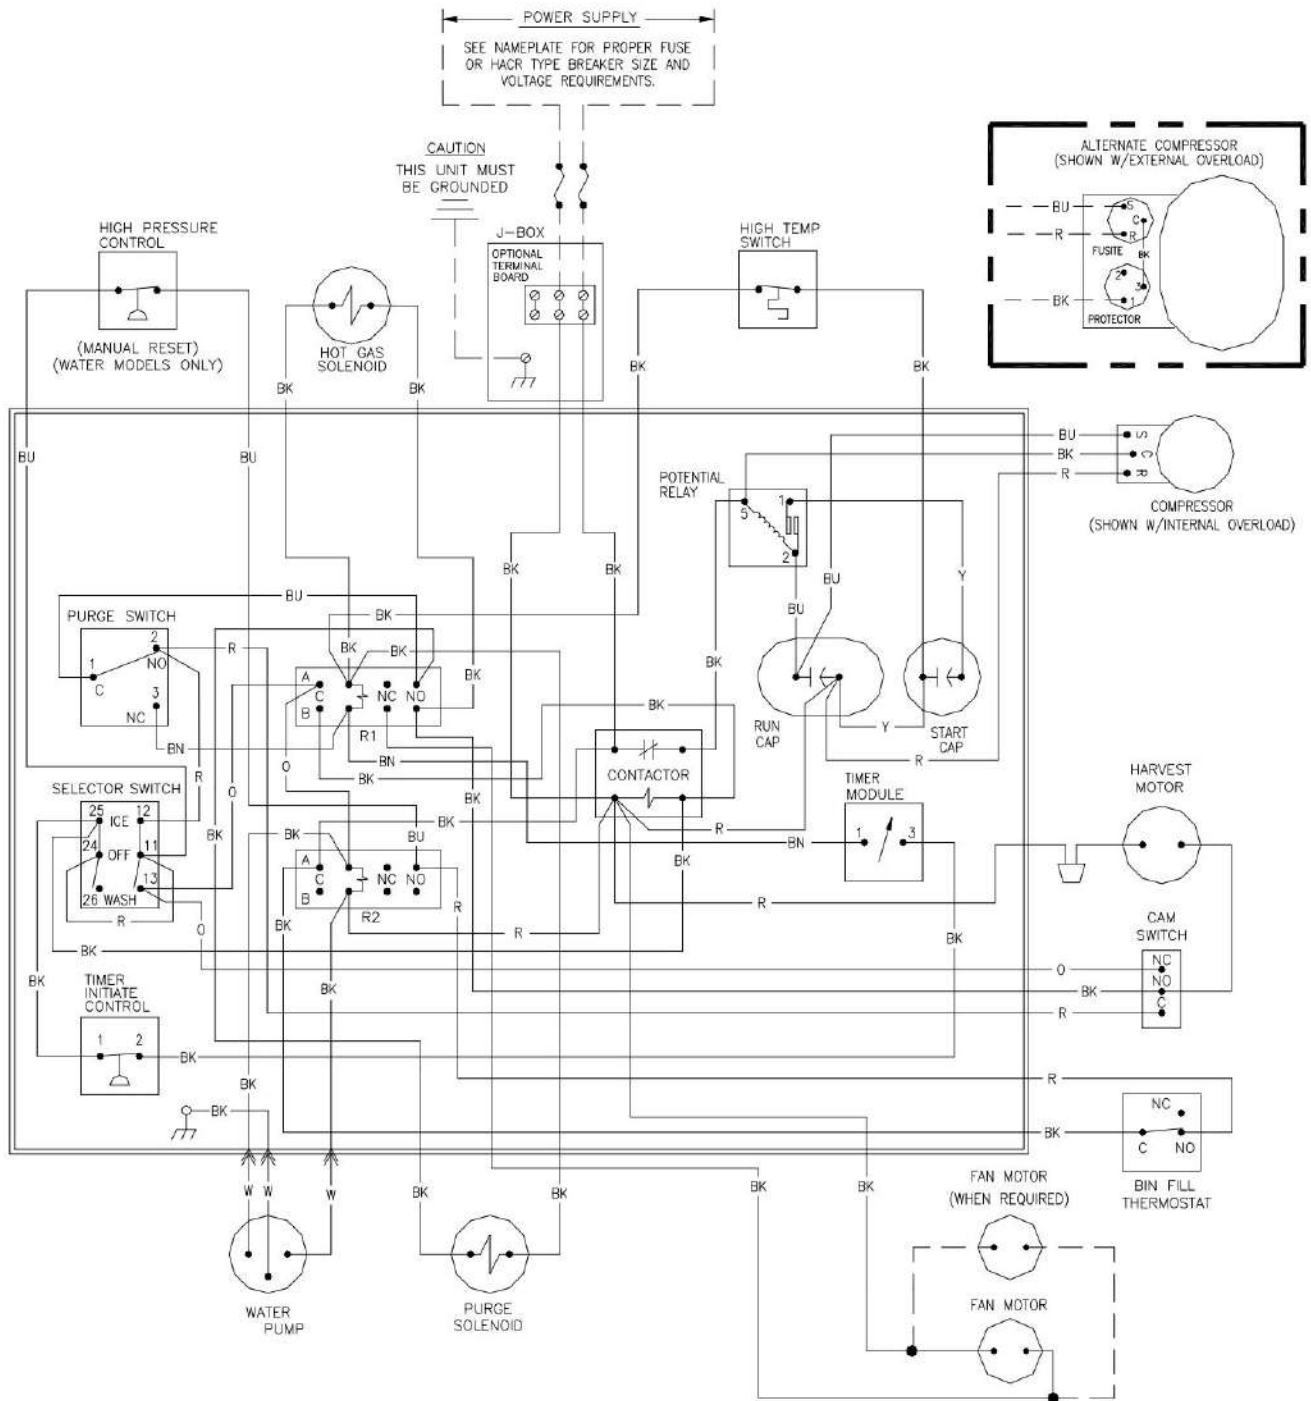 POWER SUPPLY
SEE NAMEPLATE FOR PROPER FUSE
OR HACR TYPE BREAKER SIZE AND
VOLTAGE REQUIREMENTS.
CAUTION
THIS UNIT MUST
BE GROUNDED
ALTERNATE COMPRESSOR
(SHOWN W/EXTERNAL OVERLOAD)
BU
S
C
R
R
FUSITE
BK
2
3
BK
1
PROTECTOR
HIGH PRESSURE
CONTROL
(MANUAL RESET)
(WATER MODELS ONLY)
HOT GAS
SOLENOID
J-BOX
OPTIONAL
TERMINAL
BOARD
HIGH TEMP
SWITCH
BK
BK
BK
BK
BU
BU
BU
S
BK
C
R
R
COMPRESSOR
(SHOWN W/INTERNAL OVERLOAD)
POTENTIAL
RELAY
5
1
2
BK
BK
BU
BU
Y
BU
BK
PURGE SWITCH
2
NO
1
C
3
NC
R
BK
BK
BK
BK
A
C
NC
NO
B
R1
BN
BN
BK
BK
RUN
CAP
Y
START
CAP
R
CONTACTOR
TIMER
MODULE
1
3
HARVEST
MOTOR
SELECTOR SWITCH
25
ICE
12
24
OFF
11
13
26
WASH
R
R
O
O
BK
BK
BK
BK
BU
R
BN
BK
A
C
NC
NO
B
R2
R
R
R
BK
BK
O
BK
BK
BK
CAM
SWITCH
NC
NO
C
O
BK
R
TIMER
INITIATE
CONTROL
1
2
BK
BK
BK
R
BK
NC
C
NO
BIN FILL
THERMOSTAT
W
W
W
BK
BK
BK
BK
WATER
PUMP
PURGE
SOLENOID
FAN MOTOR
(WHEN REQUIRED)
FAN MOTOR